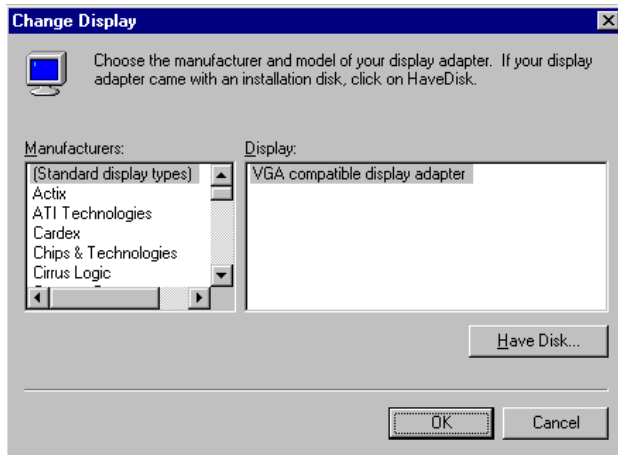 Change Display
Choose the manufacturer and model of your display adapter.  If your display
adapter came with an installation disk, click on HaveDisk.
Manufacturers:
(Standard display types)
Actix
ATI Technologies
Cardex
Chips & Technologies
Cirrus Logic
Display:
VGA compatible display adapter
Have Disk...
OK
Cancel